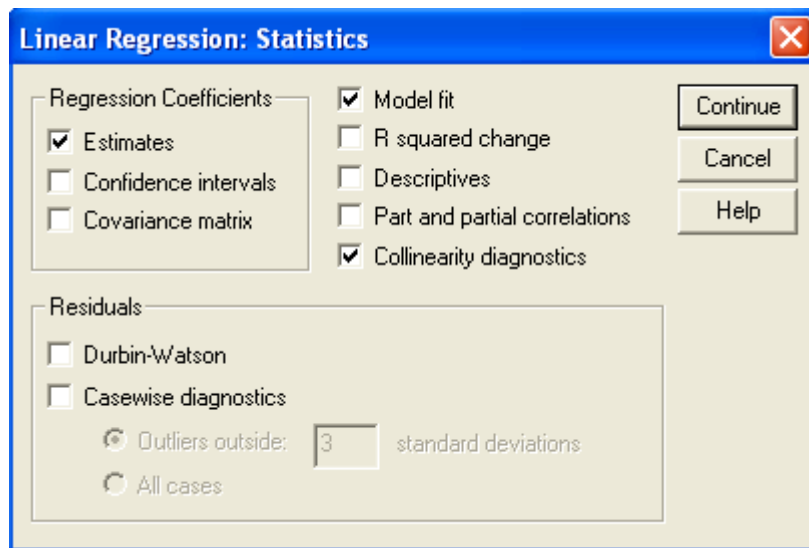 Linear Regression: Statistics
Regression Coefficients
Estimates
Confidence intervals
Covariance matrix
Model fit
R squared change
Descriptives
Part and partial correlations
Collinearity diagnostics
Continue
Cancel
Help
Residuals
Durbin-Watson
Casewise diagnostics
Outliers outside: 3 standard deviations
All cases